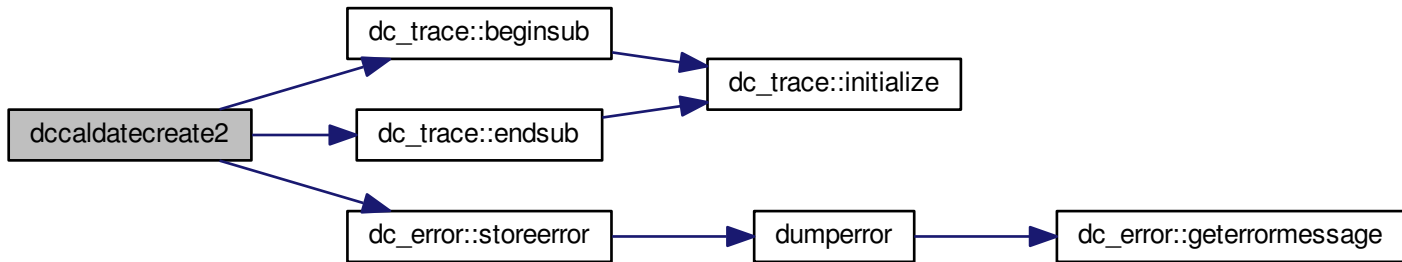 dccaldatecreate2
dc_trace::beginsub
dc_trace::endsub
dc_error::storeerror
dc_trace::initialize
dumperror
dc_error::geterrormessage